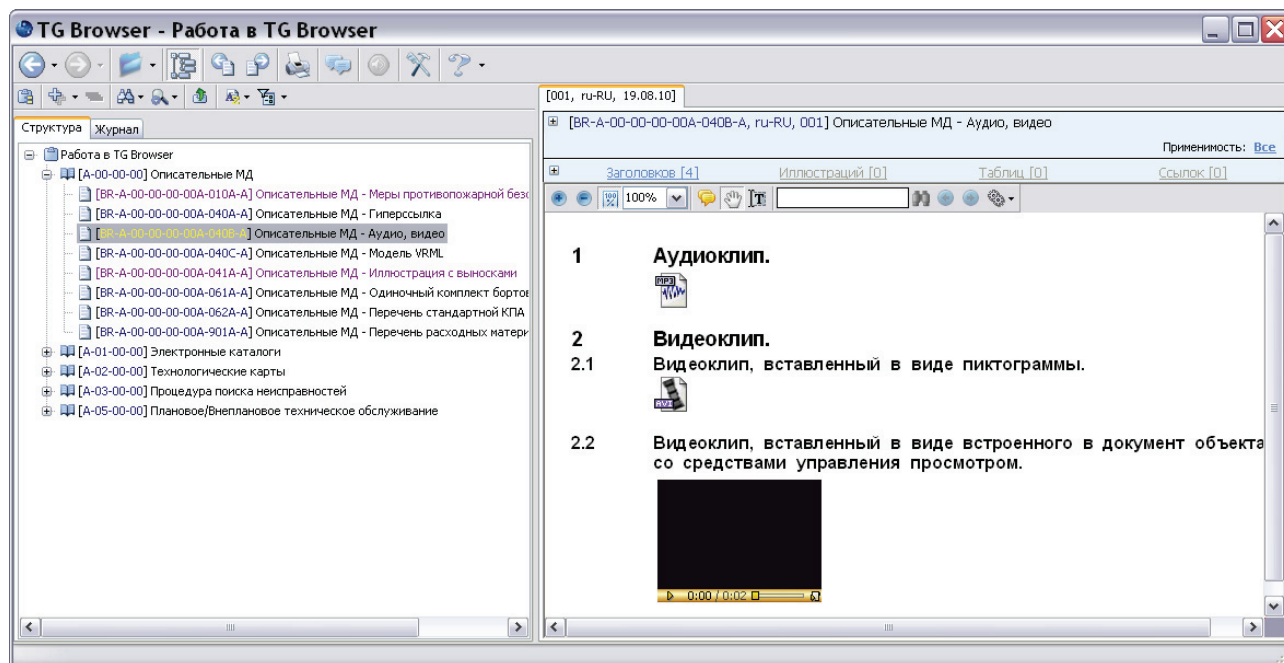 TG Browser - Работа в TG Browser
Структура
Журнал
Работа в TG Browser
[A-00-00-00] Описательные МД
[BR-A-00-00-00-00A-010A-A] Описательные МД - Меры противопожарной безо
[BR-A-00-00-00-00A-040A-A] Описательные МД - Гиперссылка
[BR-A-00-00-00-00A-040B-A] Описательные МД - Аудио, видео
[BR-A-00-00-00-00A-040C-A] Описательные МД - Модель VRML
[BR-A-00-00-00-00A-041A-A] Описательные МД - Иллюстрация с выносками
[BR-A-00-00-00-00A-061A-A] Описательные МД - Одиночный комплект бортов
[BR-A-00-00-00-00A-062A-A] Описательные МД - Перечень стандартной КПА
[BR-A-00-00-00-00A-901A-A] Описательные МД - Перечень расходных матери
[A-01-00-00] Электронные каталоги
[A-02-00-00] Технологические карты
[A-03-00-00] Процедура поиска неисправностей
[A-05-00-00] Плановое/Внеплановое техническое обслуживание
[001, ru-RU, 19.08.10]
[BR-A-00-00-00-00A-040B-A, ru-RU, 001] Описательные МД - Аудио, видео
Применимость: Все
Заголовков [4] Иллюстраций [0] Таблиц [0] Ссылок [0]
100%
1 Аудиоклип.
MP3
2 Видеоклип.
2.1 Видеоклип, вставленный в виде пиктограммы.
AVI
2.2 Видеоклип, вставленный в виде встроенного в документ объекта
со средствами управления просмотром.
0:00 / 0:02